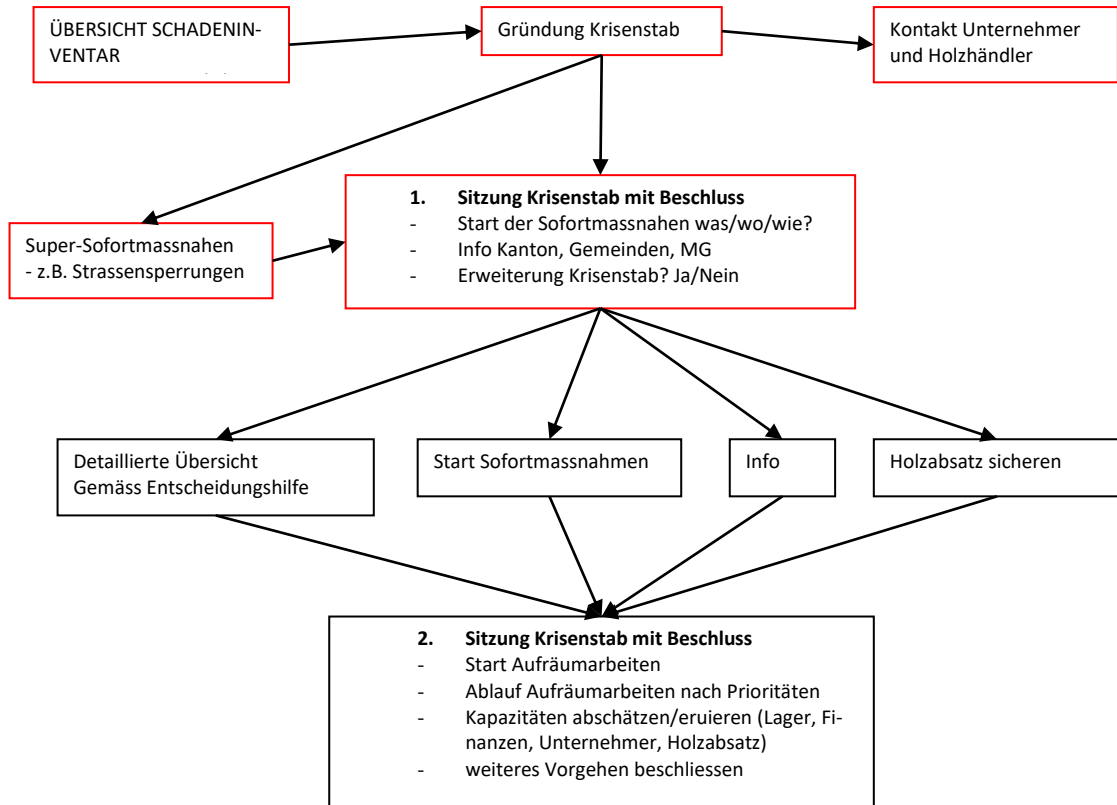 ÜBERSICHT SCHADENIN-
VENTAR
Gründung Krisenstab
Kontakt Unternehmer
und Holzhändler
Super-Sofortmassnahen
- z.B. Strassensperrungen
1. Sitzung Krisenstab mit Beschluss
- Start der Sofortmassnahen was/wo/wie?
- Info Kanton, Gemeinden, MG
- Erweiterung Krisenstab? Ja/Nein
Detaillierte Übersicht
Gemäss Entscheidungshilfe
Start Sofortmassnahmen
Info
Holzabsatz sicheren
2. Sitzung Krisenstab mit Beschluss
- Start Aufräumarbeiten
- Ablauf Aufräumarbeiten nach Prioritäten
- Kapazitäten abschätzen/eruieren (Lager, Fi-
nanzen, Unternehmer, Holzabsatz)
- weiteres Vorgehen beschliessen